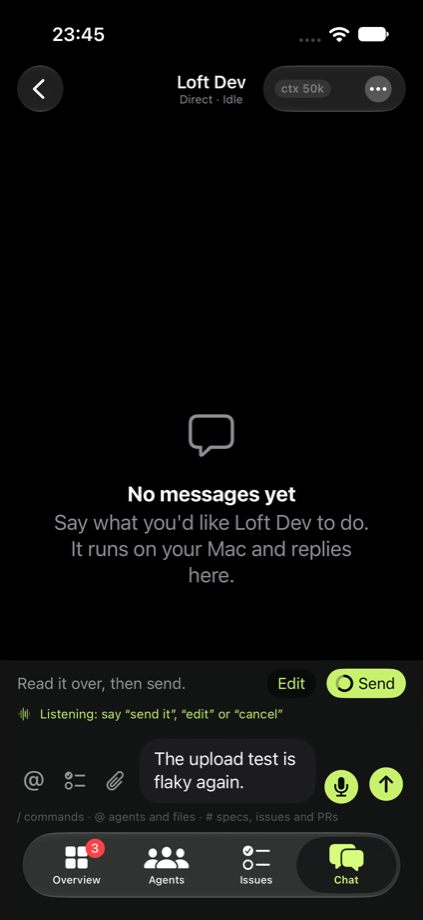 23:45
Loft Dev
Direct · Idle
ctx 50k
No messages yet
Say what you'd like Loft Dev to do.
It runs on your Mac and replies
here.
Read it over, then send.
Edit
Send
Listening: say “send it”, “edit” or “cancel”
The upload test is
flaky again.
/ commands · @ agents and files · # specs, issues and PRs
3
Overview
Agents
Issues
Chat